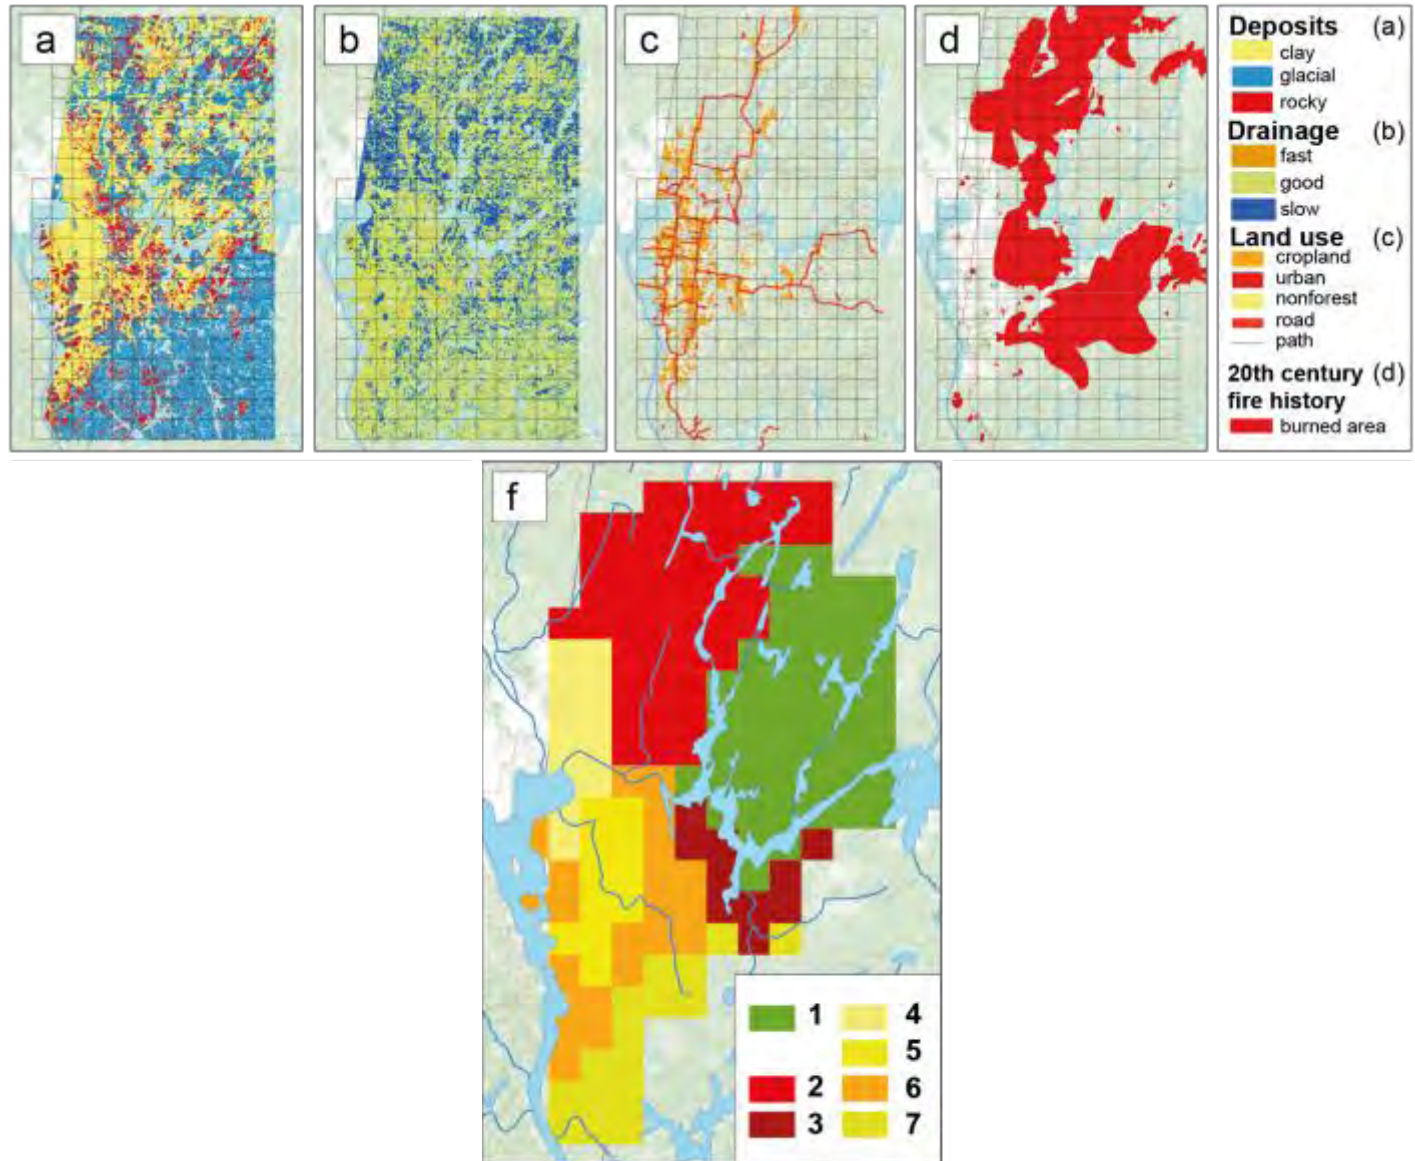 a
b
c
d
Deposits (a)
clay
glacial
rocky
Drainage (b)
fast
good
slow
Land use (c)
cropland
urban
nonforest
road
path
20th century (d)
fire history
burned area
f
1 4
5
2 6
3 7